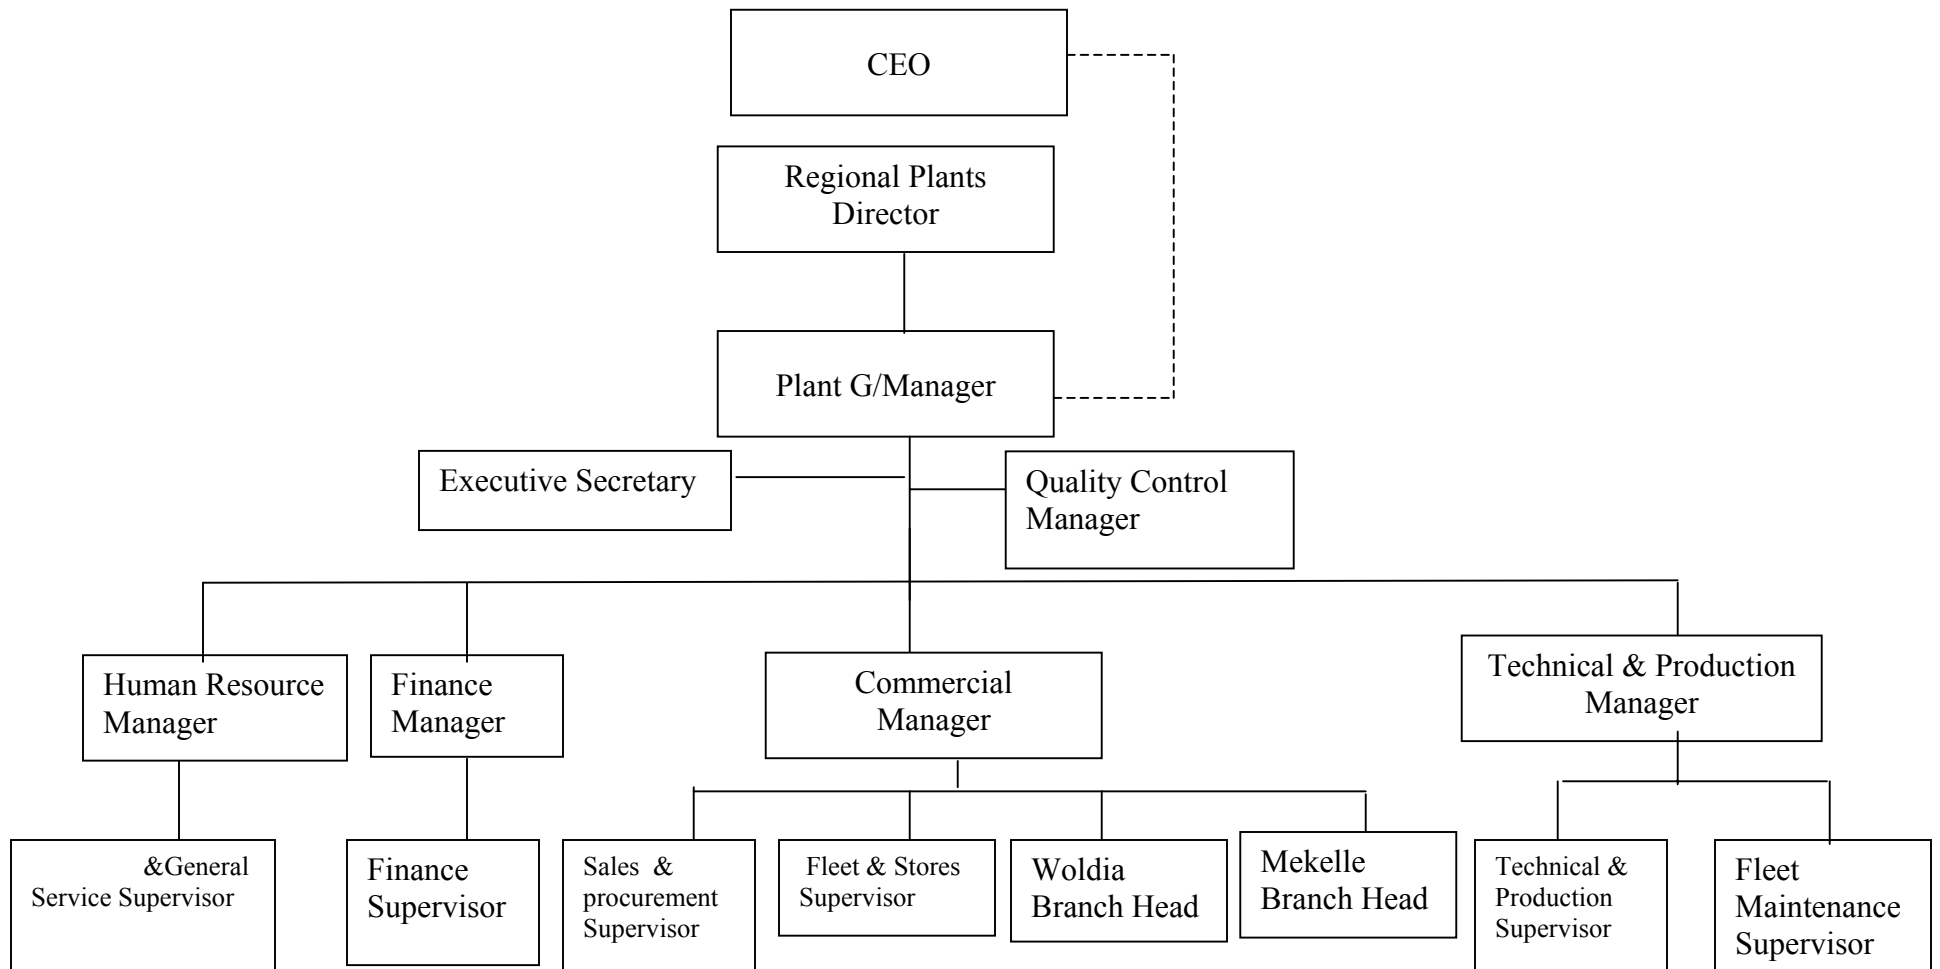 CEO
Regional Plants
Director
Plant G/Manager
Executive Secretary
Quality Control
Manager
Human Resource
Manager
Finance
Manager
Commercial
Manager
Technical & Production
Manager
&General
Service Supervisor
Finance
Supervisor
Sales & 
procurement
Supervisor
Fleet & Stores
Supervisor
Woldia
Branch Head
Mekelle
Branch Head
Technical &
Production
Supervisor
Fleet
Maintenance
Supervisor